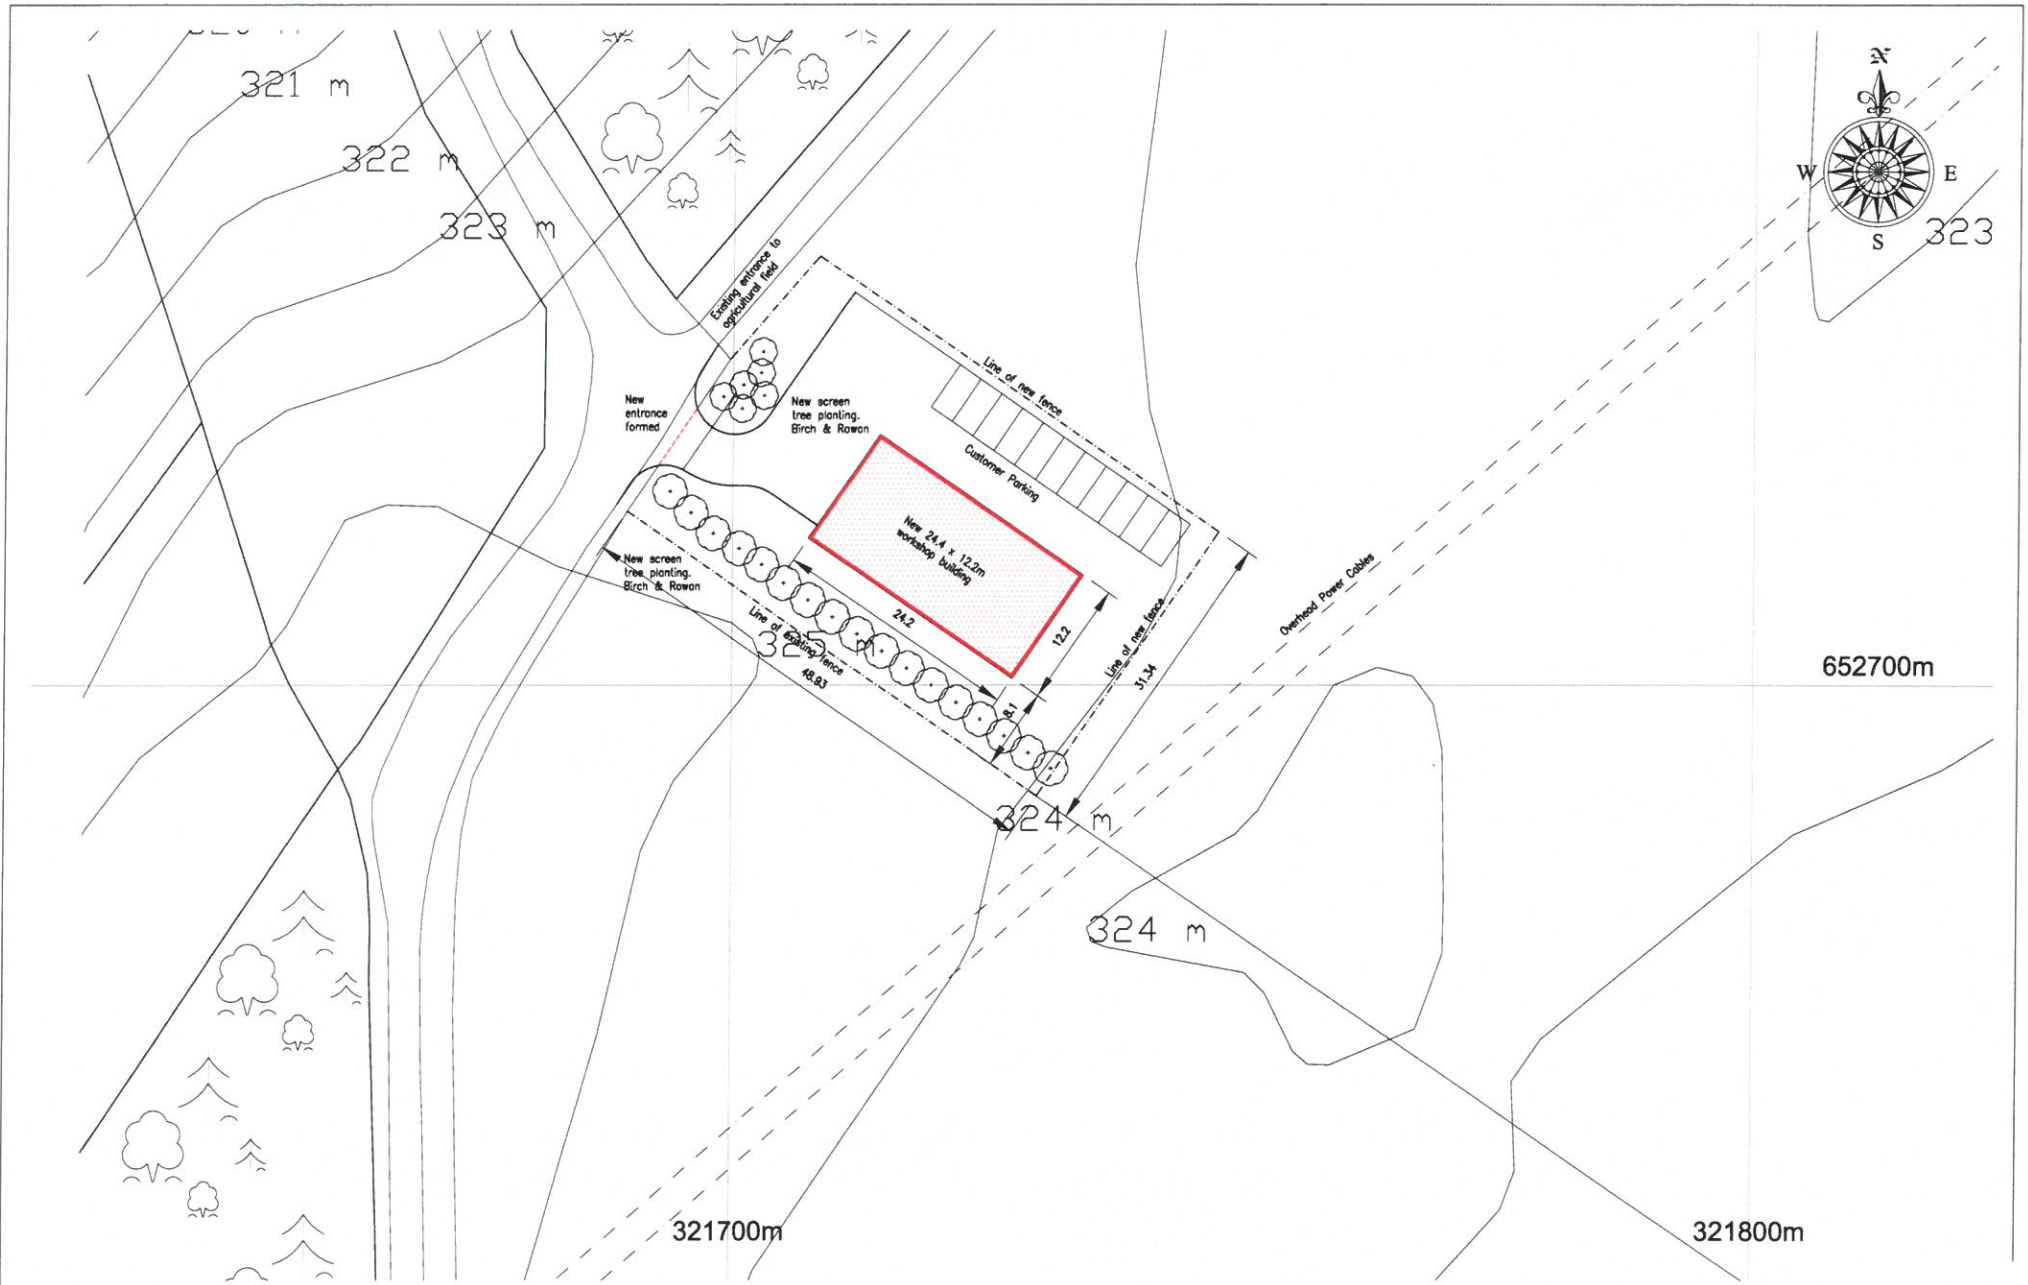 321 m
322 m
323 m
N
W
E
S
323
Existing entrance to
agricultural field
Line of new fence
New
entrance
formed
New screen
tree planting.
Birch & Rowan
Customer Parking
New 24.4 x 12.2m
workshop building
New screen
tree planting.
Birch & Rowan
24.2
12.2
Line of new fence
31.34
Overhead Power Cables
Line of existing fence
325 m
48.93
8.1
652700m
324 m
324 m
321700m
321800m